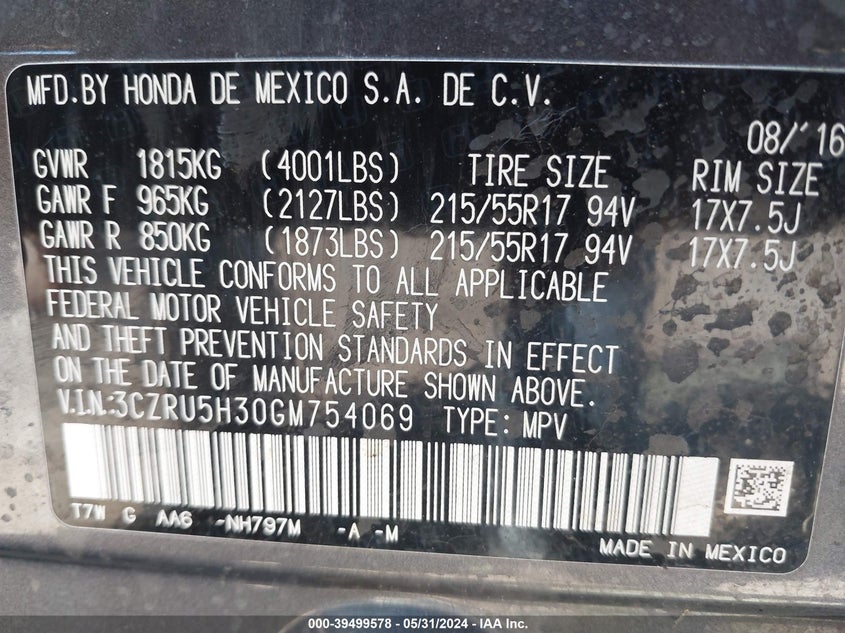 MFD.BY HONDA DE MEXICO S.A. DE C.V.
08/'16
GVWR 1815KG (4001LBS) TIRE SIZE RIM SIZE
GAWR F 965KG (2127LBS) 215/55R17 94V 17X7.5J
GAWR R 850KG (1873LBS) 215/55R17 94V 17X7.5J
THIS VEHICLE CONFORMS TO ALL APPLICABLE
FEDERAL MOTOR VEHICLE SAFETY
AND THEFT PREVENTION STANDARDS IN EFFECT
ON THE DATE OF MANUFACTURE SHOWN ABOVE.
V.I.N.:3CZRU5H30GM754069 TYPE: MPV
T7W G AA6 -NH797M -A -M
MADE IN MEXICO
000-39499578 - 05/31/2024 - IAA Inc.